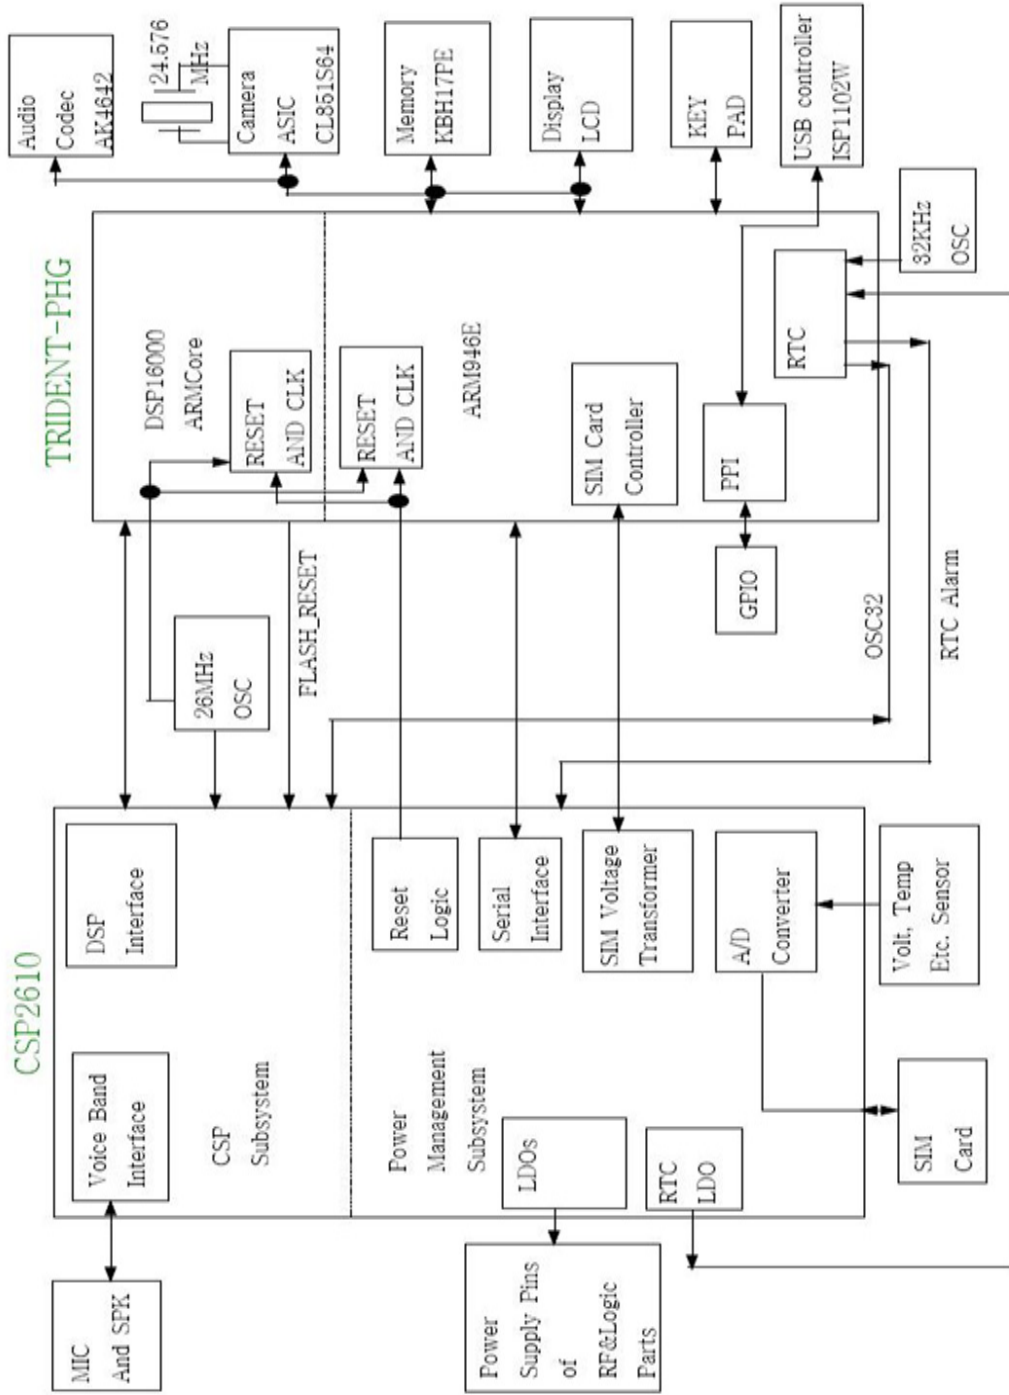 CSP2610
TRIDENT-PHG
MIC
And SPK
Voice Band
Interface
DSP
Interface
CSP
Subsystem
26MHz
OSC
FLASH_RESET
DSP16000
ARMCore
RESET
AND CLK
RESET
AND CLK
ARM946E
Audio
Codec
AK4642
24.576
MHz
Camera
ASIC
CL851S64
Memory
KBH17PE
Display
LCD
KEY
PAD
USB controller
ISP1102W
32KHz
OSC
Power
Management
Subsystem
Reset
Logic
Serial
Interface
SIM Voltage
Transformer
A/D
Converter
LDOs
RTC
LDO
Power
Supply Pins
of
RF&Logic
Parts
SIM
Card
Volt, Temp
Etc. Sensor
SIM Card
Controller
PPI
GPIO
RTC
OSC32
RTC Alarm